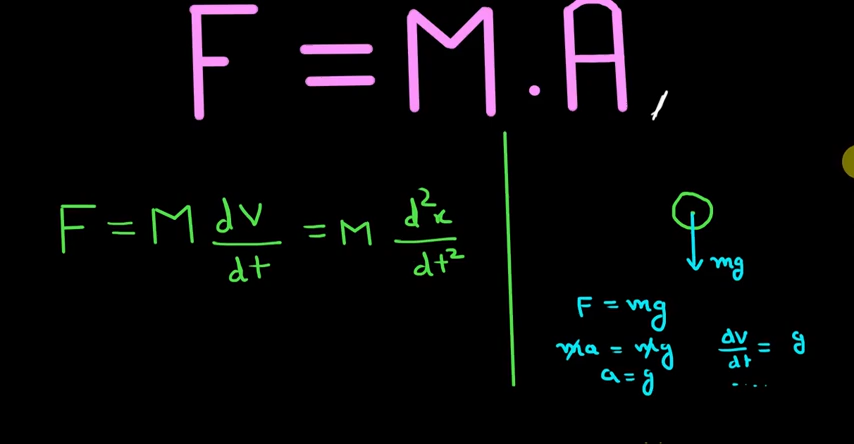 F = M . A ,
F = M dV/dt = M d²x/dt²
mg
F = mg
ma = mg
a = g
dv/dt = g
....